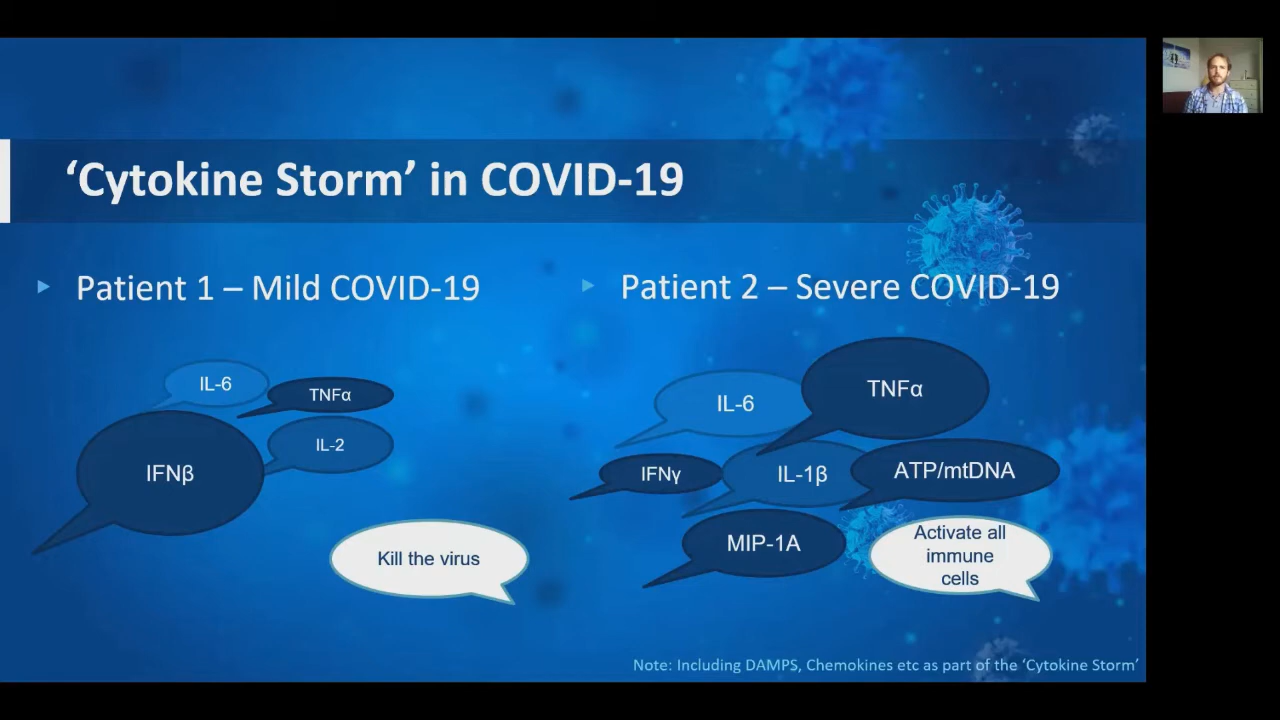 ‘Cytokine Storm’ in COVID-19
Patient 1 – Mild COVID-19
IL-6
TNFα
IL-2
IFNβ
Kill the virus
Patient 2 – Severe COVID-19
TNFα
IL-6
IFNγ
IL-1β
ATP/mtDNA
MIP-1A
Activate all
immune
cells
Note: Including DAMPS, Chemokines etc as part of the ‘Cytokine Storm’